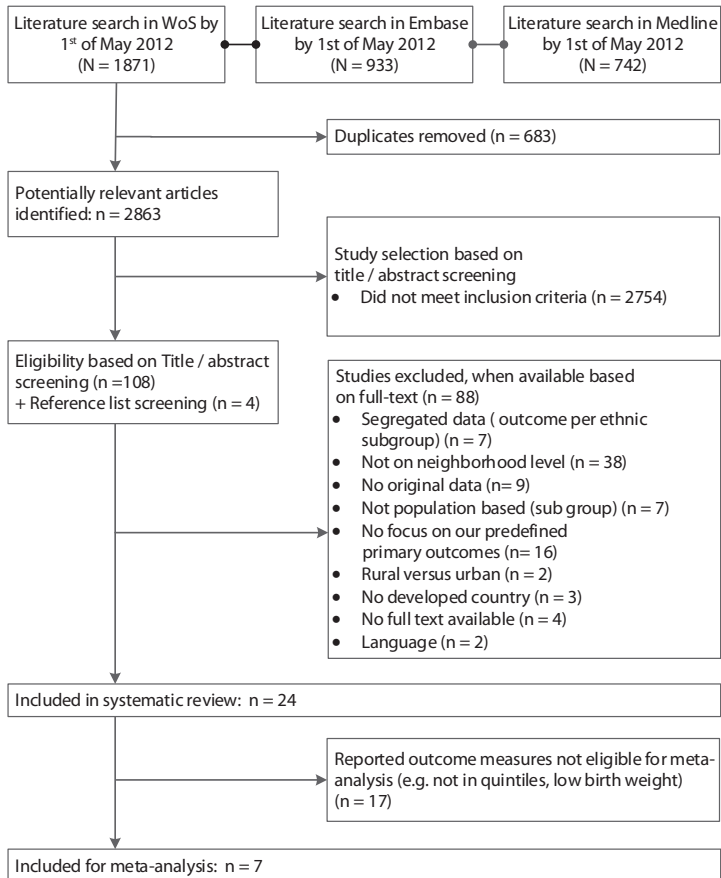 Literature search in WoS by
1st of May 2012
(N = 1871)
Literature search in Embase
by 1st of May 2012
(N = 933)
Literature search in Medline
by 1st of May 2012
(N = 742)
Duplicates removed (n = 683)
Potentially relevant articles
identified: n = 2863
Study selection based on
title / abstract screening
• Did not meet inclusion criteria (n = 2754)
Eligibility based on Title / abstract
screening (n =108)
+ Reference list screening (n = 4)
Studies excluded, when available based
on full-text (n = 88)
• Segregated data ( outcome per ethnic
subgroup) (n = 7)
• Not on neighborhood level (n = 38)
• No original data (n= 9)
• Not population based (sub group) (n = 7)
• No focus on our predefined
primary outcomes (n= 16)
• Rural versus urban (n = 2)
• No developed country (n = 3)
• No full text available (n = 4)
• Language (n = 2)
Included in systematic review: n = 24
Reported outcome measures not eligible for meta-
analysis (e.g. not in quintiles, low birth weight)
(n = 17)
Included for meta-analysis: n = 7